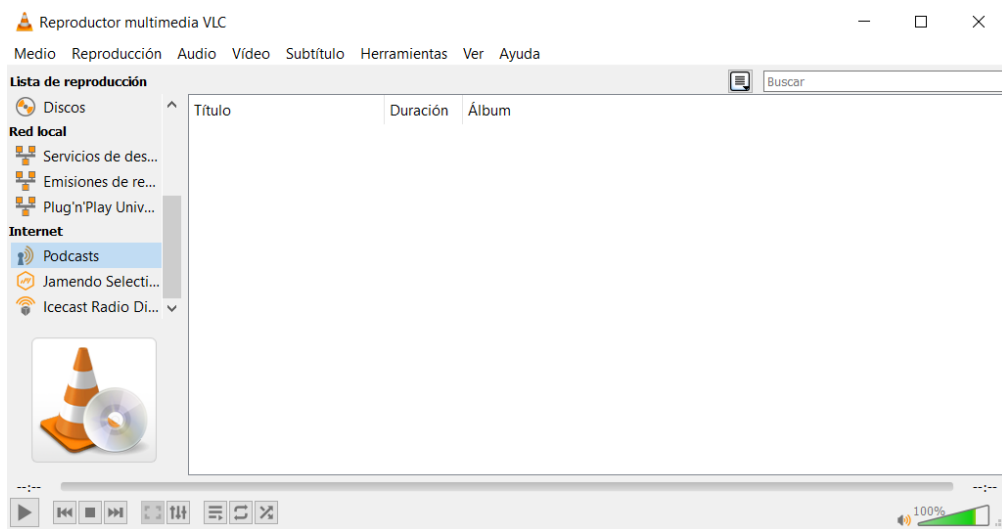 Reproductor multimedia VLC
Medio Reproducción Audio Vídeo Subtítulo Herramientas Ver Ayuda
Lista de reproducción
Buscar
Discos
Título Duración Álbum
Red local
Servicios de des...
Emisiones de re...
Plug'n'Play Univ...
Internet
Podcasts
Jamendo Selecti...
Icecast Radio Di...
--:-- --:--
100%